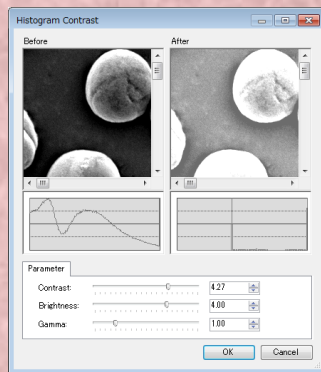 Histogram Contrast
Before
After
Parameter
Contrast: 4.27
Brightness: 4.00
Gamma: 1.00
OK Cancel